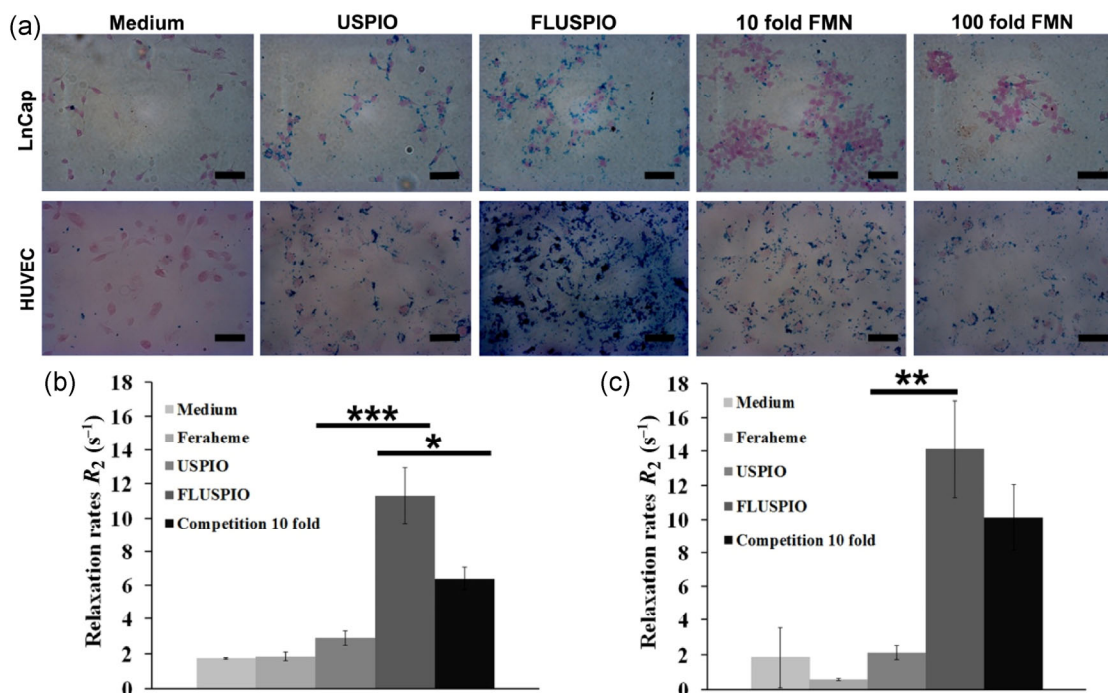 (a)
Medium USPIO FLUSPIO 10 fold FMN 100 fold FMN
LnCap
HUVEC
(b)
Relaxation rates R₂ (s⁻¹)
18
16
14
12
10
8
6
4
2
0
Medium
Feraheme
USPIO
FLUSPIO
Competition 10 fold
***
*
(c)
Relaxation rates R₂ (s⁻¹)
18
16
14
12
10
8
6
4
2
0
Medium
Feraheme
USPIO
FLUSPIO
Competition 10 fold
**